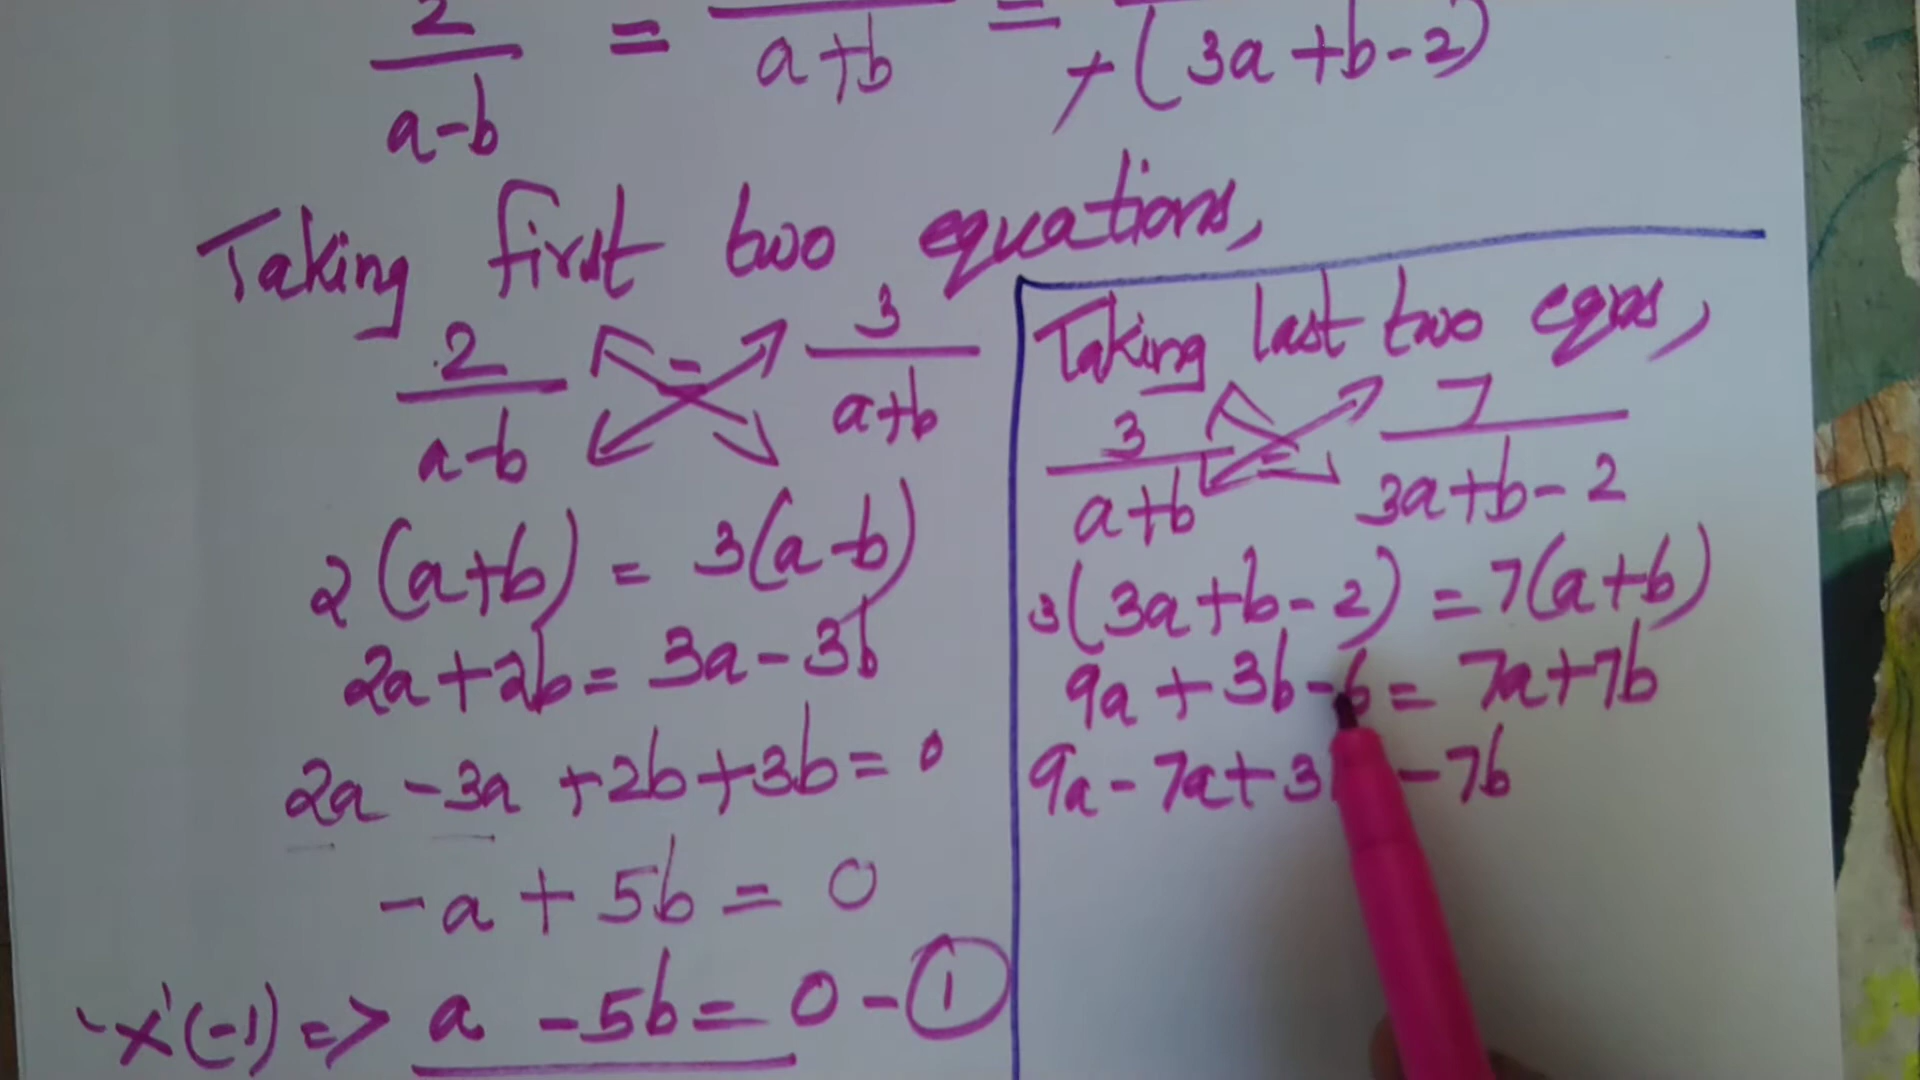 2/(a-b) = /(a+b) = /+(3a+b-2)
Taking first two equations,
2/(a-b) = 3/(a+b)
2(a+b) = 3(a-b)
2a+2b = 3a-3b
2a-3a+2b+3b = 0
-a+5b = 0
x(-1) => a-5b = 0 - ①
Taking last two eqns,
3/(a+b) = 7/(3a+b-2)
3(3a+b-2) = 7(a+b)
9a+3b-6 = 7a+7b
9a-7a+3 -7b